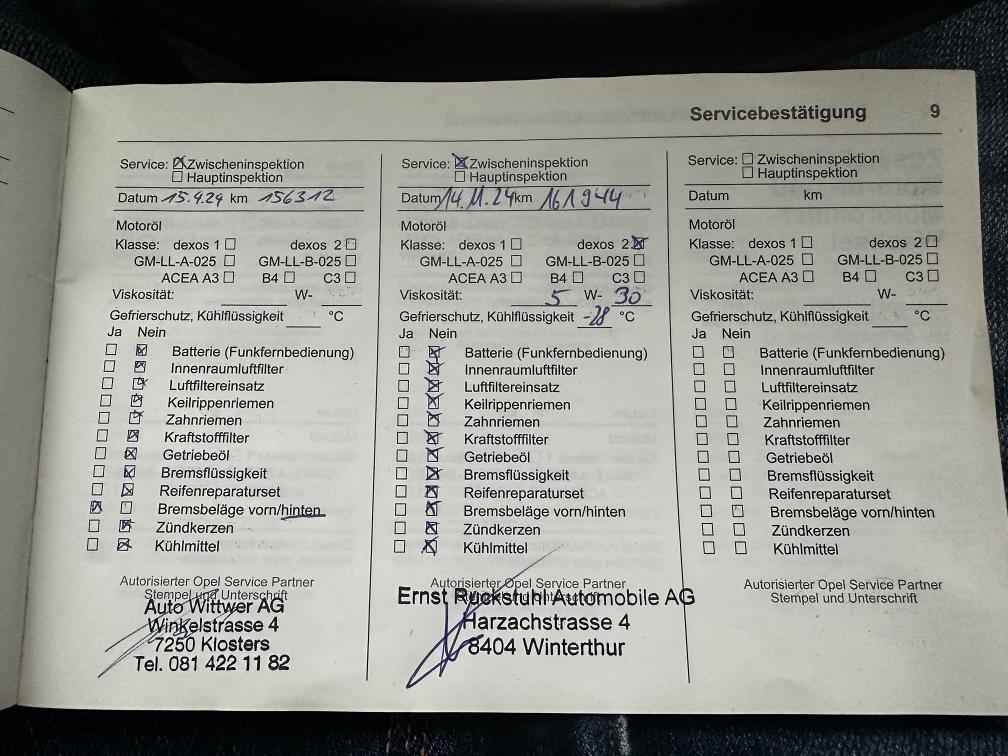 Servicebestätigung 9
Service: Zwischeninspektion
Hauptinspektion
Datum 15.4.24 km 156312
Motoröl
Klasse: dexos 1 dexos 2
GM-LL-A-025 GM-LL-B-025
ACEA A3 B4 C3
Viskosität: W-
Gefrierschutz, Kühlflüssigkeit °C
Ja Nein
Batterie (Funkfernbedienung)
Innenraumluftfilter
Luftfiltereinsatz
Keilrippenriemen
Zahnriemen
Kraftstofffilter
Getriebeöl
Bremsflüssigkeit
Reifenreparaturset
Bremsbeläge vorn/hinten
Zündkerzen
Kühlmittel
Autorisierter Opel Service Partner
Stempel und Unterschrift
Auto Wittwer AG
Winkelstrasse 4
7250 Klosters
Tel. 081 422 11 82
Service: Zwischeninspektion
Hauptinspektion
Datum 14.11.24 km 161944
Motoröl
Klasse: dexos 1 dexos 2
GM-LL-A-025 GM-LL-B-025
ACEA A3 B4 C3
Viskosität: 5 W- 30
Gefrierschutz, Kühlflüssigkeit -28 °C
Ja Nein
Batterie (Funkfernbedienung)
Innenraumluftfilter
Luftfiltereinsatz
Keilrippenriemen
Zahnriemen
Kraftstofffilter
Getriebeöl
Bremsflüssigkeit
Reifenreparaturset
Bremsbeläge vorn/hinten
Zündkerzen
Kühlmittel
Autorisierter Opel Service Partner
Ernst Ruckstuhl Automobile AG
Harzachstrasse 4
8404 Winterthur
Service: Zwischeninspektion
Hauptinspektion
Datum km
Motoröl
Klasse: dexos 1 dexos 2
GM-LL-A-025 GM-LL-B-025
ACEA A3 B4 C3
Viskosität: W-
Gefrierschutz, Kühlflüssigkeit °C
Ja Nein
Batterie (Funkfernbedienung)
Innenraumluftfilter
Luftfiltereinsatz
Keilrippenriemen
Zahnriemen
Kraftstofffilter
Getriebeöl
Bremsflüssigkeit
Reifenreparaturset
Bremsbeläge vorn/hinten
Zündkerzen
Kühlmittel
Autorisierter Opel Service Partner
Stempel und Unterschrift